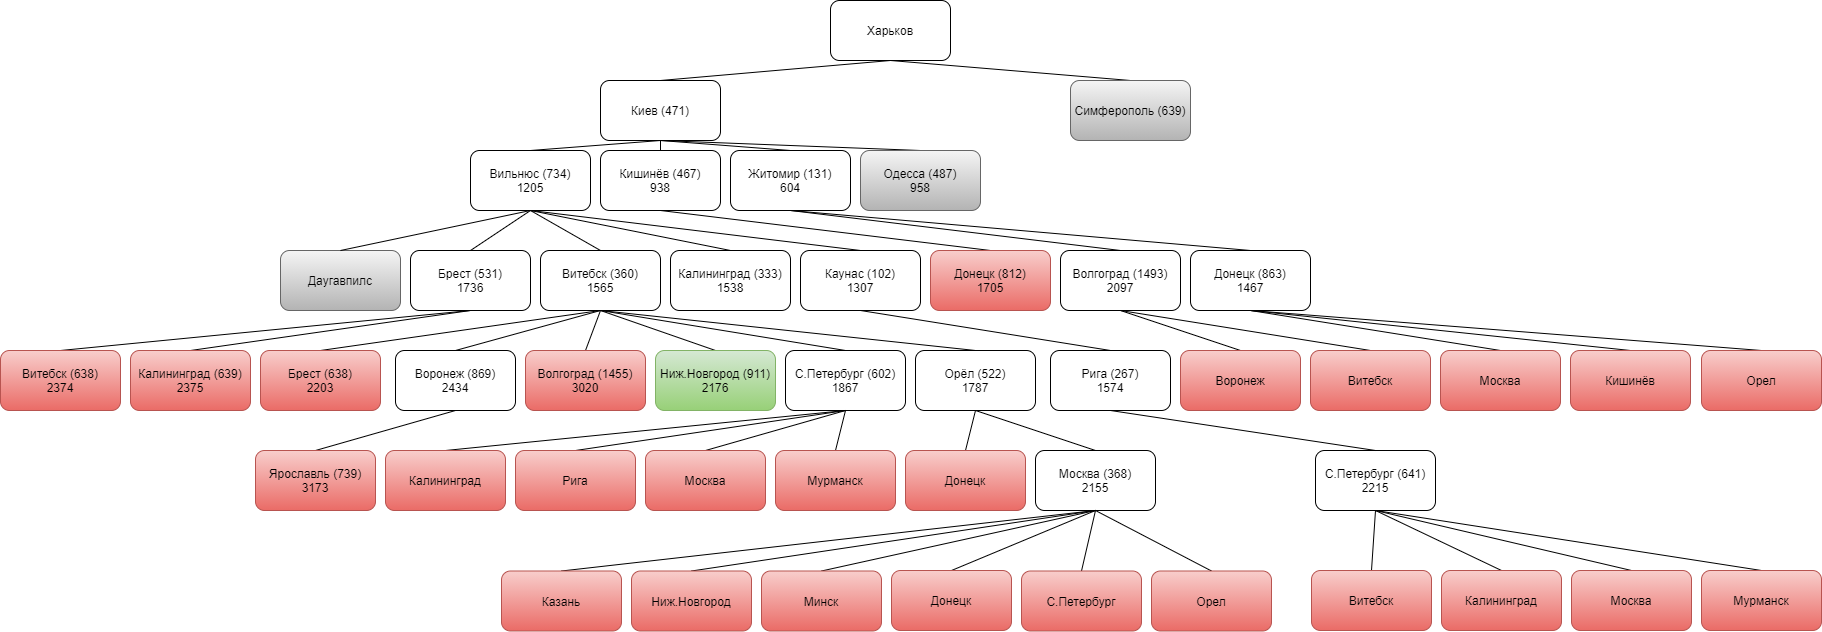 Харьков
Киев (471)
Симферополь (639)
Вильнюс (734)
1205
Кишинёв (467)
938
Житомир (131)
604
Одесса (487)
958
Даугавпилс
Брест (531)
1736
Витебск (360)
1565
Калининград (333)
1538
Каунас (102)
1307
Донецк (812)
1705
Волгоград (1493)
2097
Донецк (863)
1467
Витебск (638)
2374
Калининград (639)
2375
Брест (638)
2203
Воронеж (869)
2434
Волгоград (1455)
3020
Ниж.Новгород (911)
2176
С.Петербург (602)
1867
Орёл (522)
1787
Рига (267)
1574
Воронеж
Витебск
Москва
Кишинёв
Орел
Ярославль (739)
3173
Калининград
Рига
Москва
Мурманск
Донецк
Москва (368)
2155
С.Петербург (641)
2215
Казань
Ниж.Новгород
Минск
Донецк
С.Петербург
Орел
Витебск
Калининград
Москва
Мурманск